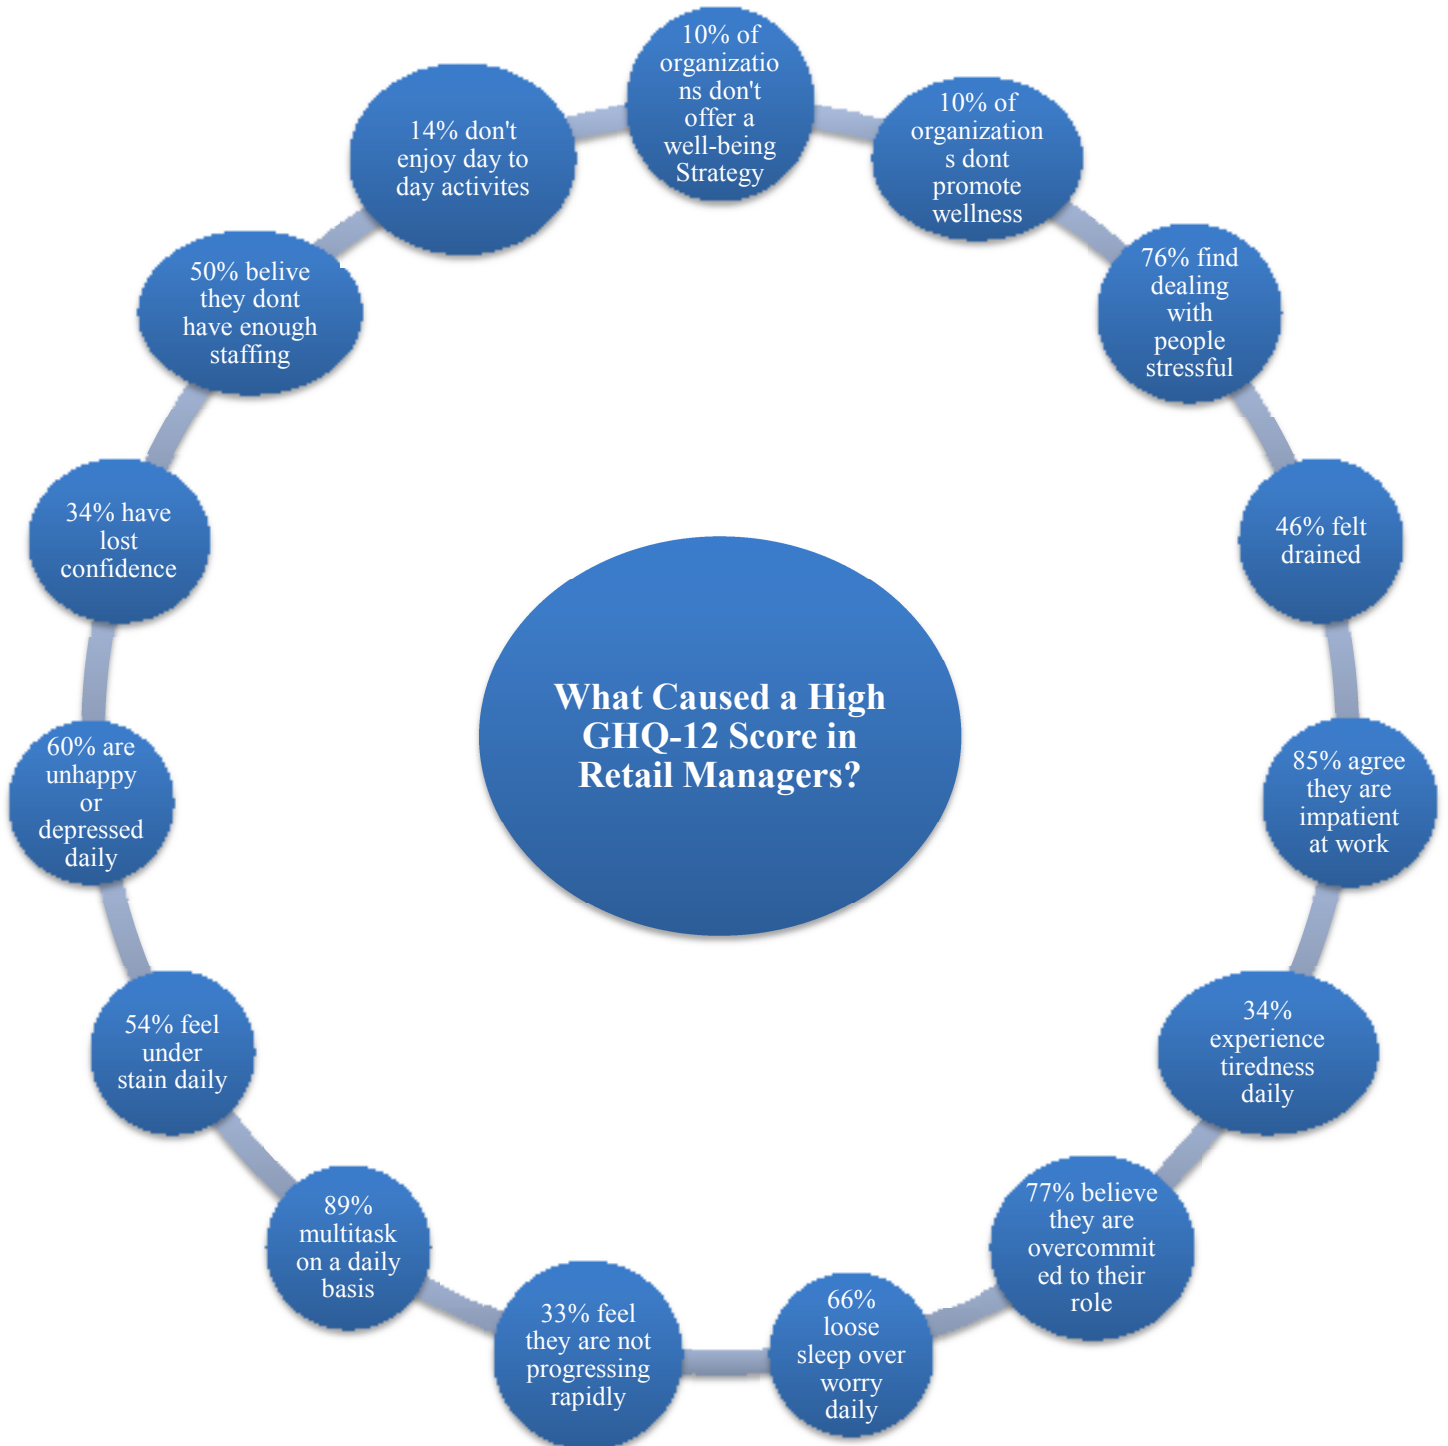 10% of
organizatio
ns don't
offer a
well-being
Strategy
10% of
organization
s dont
promote
wellness
76% find
dealing
with
people
stressful
46% felt
drained
85% agree
they are
impatient
at work
34%
experience
tiredness
daily
77% believe
they are
overcommit
ed to their
role
66%
loose
sleep over
worry
daily
33% feel
they are not
progressing
rapidly
89%
multitask
on a daily
basis
54% feel
under
stain daily
60% are
unhappy
or
depressed
daily
34% have
lost
confidence
50% belive
they dont
have enough
staffing
14% don't
enjoy day to
day activites
What Caused a High
GHQ-12 Score in
Retail Managers?